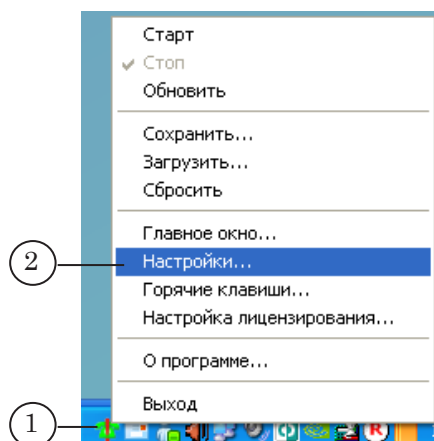 Старт
Стоп
Обновить
Сохранить...
Загрузить...
Сбросить
Главное окно...
2
Настройки...
Горячие клавиши...
Настройка лицензирования...
О программе...
Выход
1
R